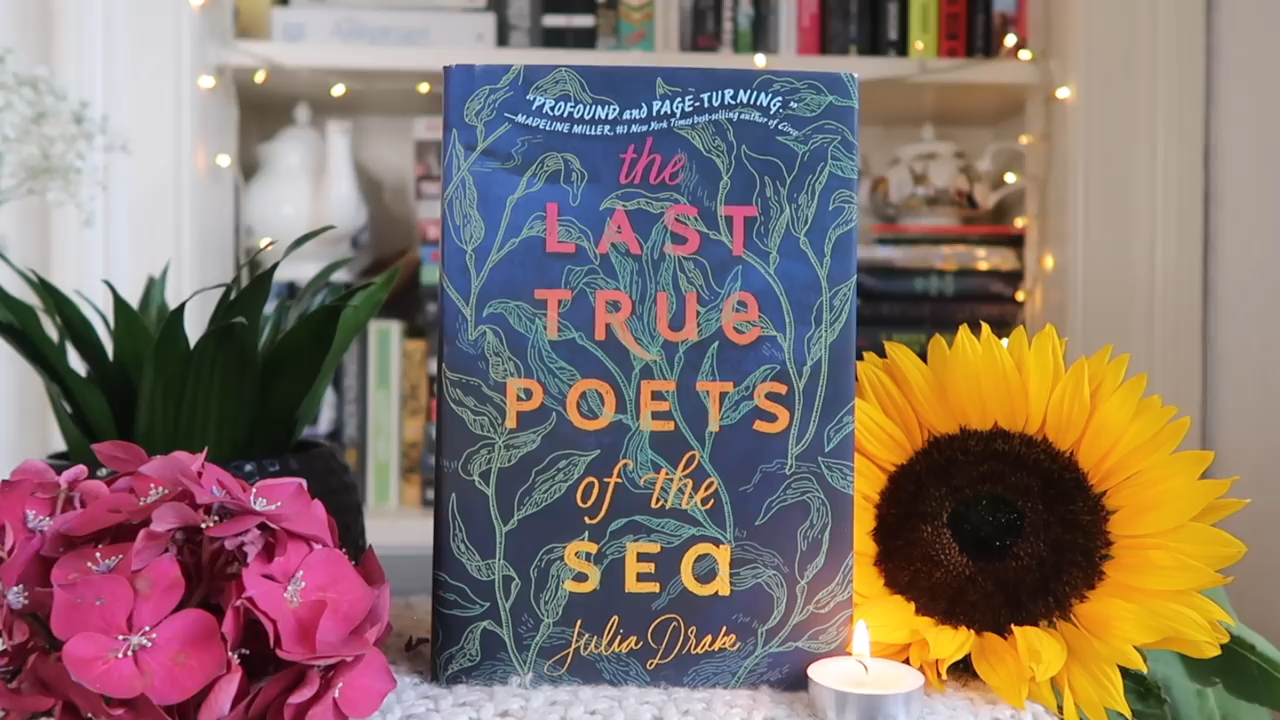 "PROFOUND and PAGE-TURNING."
—MADELINE MILLER, #1 New York Times best-selling author of Circe
the
LAST
TRUe
POETS
of the
SEa
Julia Drake